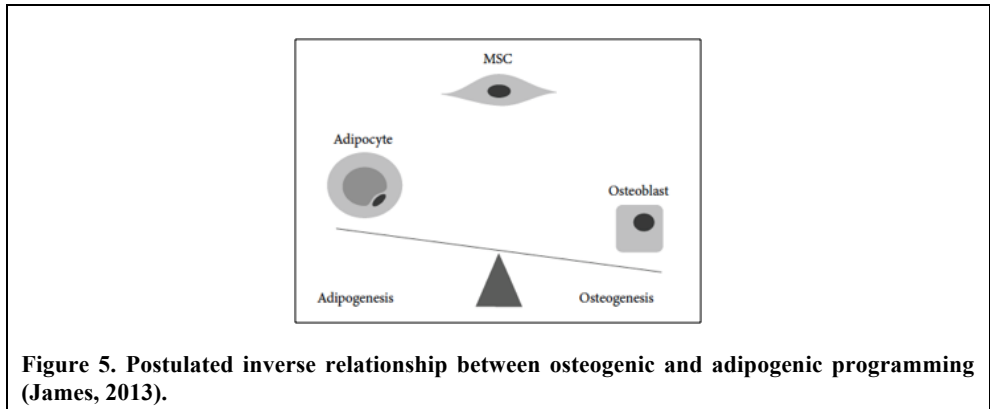 MSC
Adipocyte
Osteoblast
Adipogenesis
Osteogenesis
Figure 5. Postulated inverse relationship between osteogenic and adipogenic programming
(James, 2013).